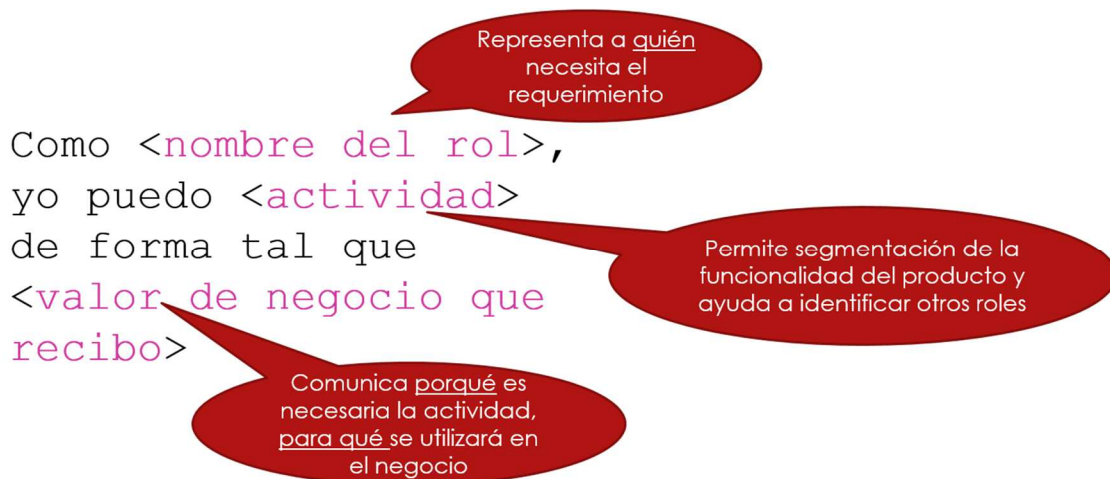 Representa a quién
necesita el
requerimiento
Como <nombre del rol>,
yo puedo <actividad>
de forma tal que
<valor de negocio que
recibo>
Permite segmentación de la
funcionalidad del producto y
ayuda a identificar otros roles
Comunica porqué es
necesaria la actividad,
para qué se utilizará en
el negocio